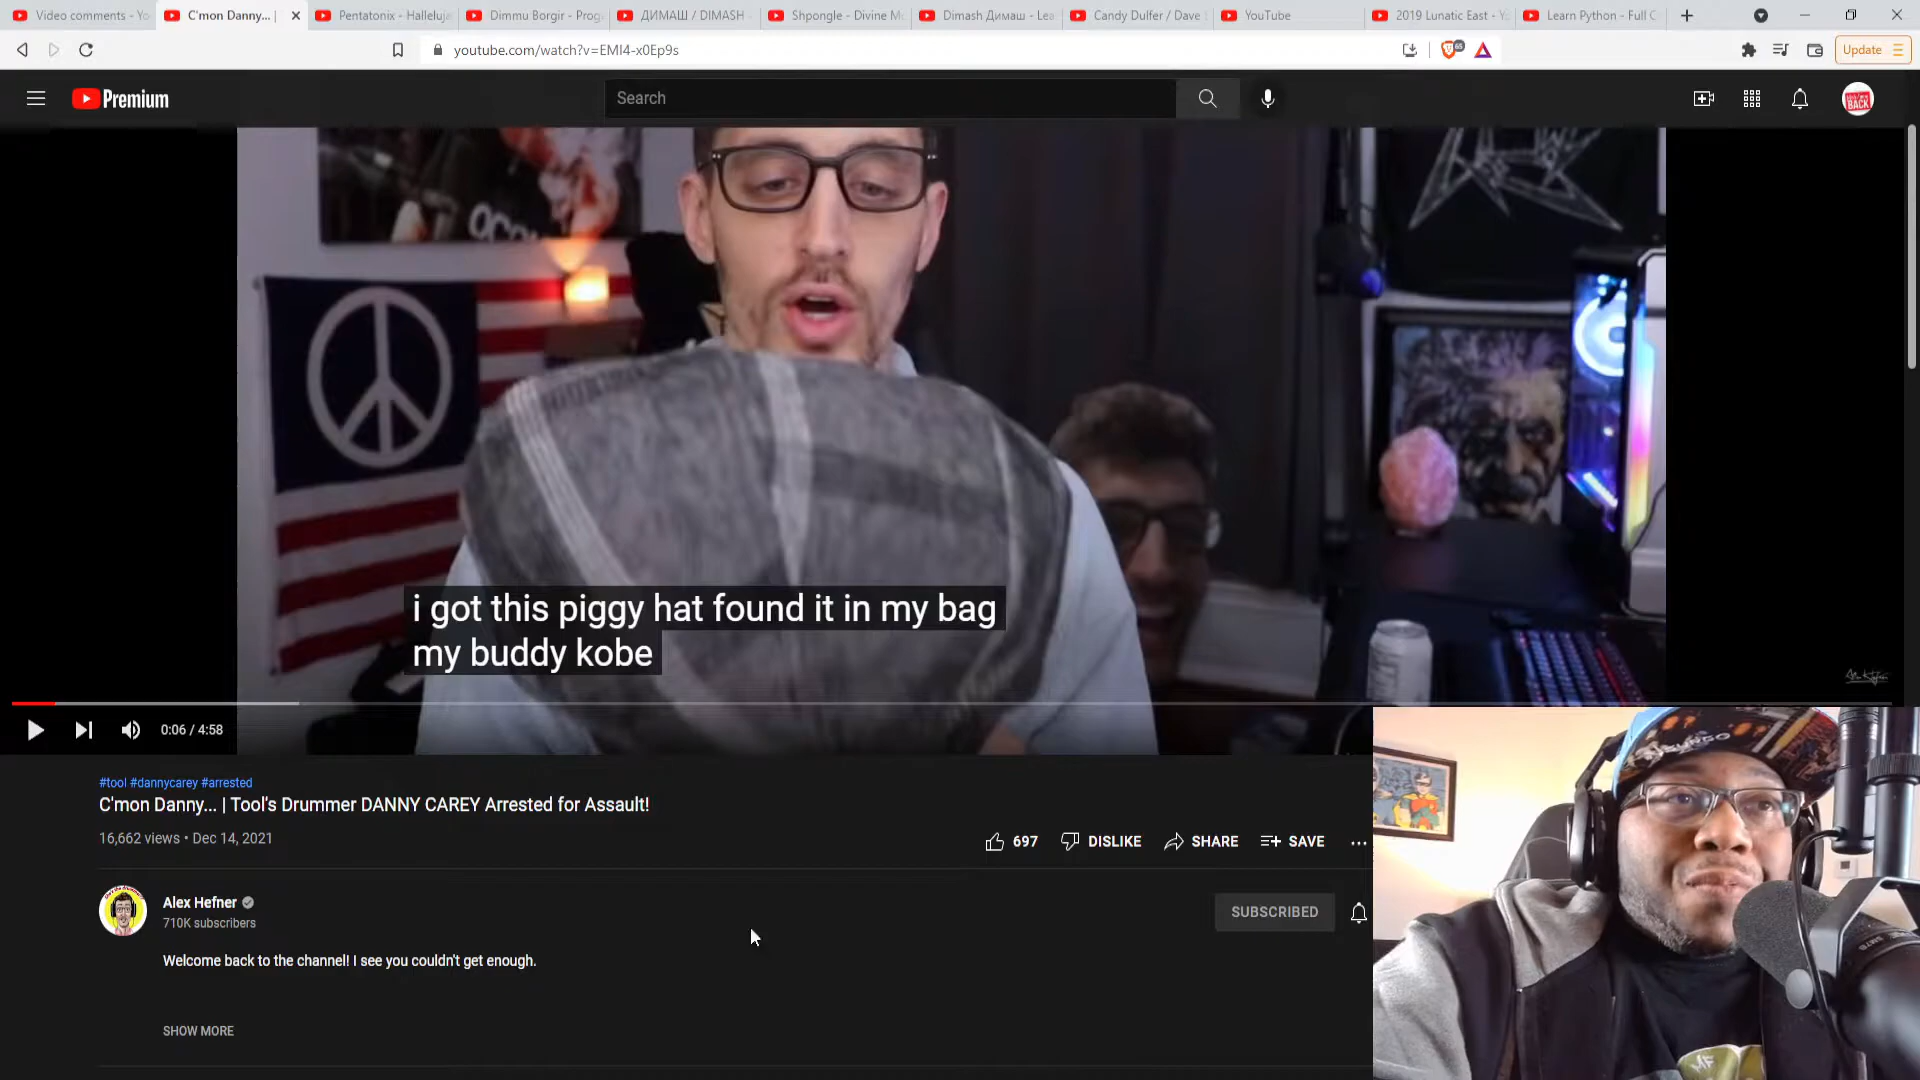 Video comments - Yo
C'mon Danny... |
Pentatonix - Halleluja
Dimmu Borgir - Prog
ДИМАШ / DIMASH
Shpongle - Divine M
Dimash Димаш - Lea
Candy Dulfer / Dave
YouTube
2019 Lunatic East - Y
Learn Python - Full C
youtube.com/watch?v=EMI4-x0Ep9s
65
Update
Premium
Search
BACK
i got this piggy hat found it in my bag
my buddy kobe
0:06 / 4:58
#tool #dannycarey #arrested
C'mon Danny... | Tool's Drummer DANNY CAREY Arrested for Assault!
16,662 views • Dec 14, 2021
697
DISLIKE
SHARE
SAVE
Alex Hefner
710K subscribers
SUBSCRIBED
Welcome back to the channel! I see you couldn't get enough.
SHOW MORE